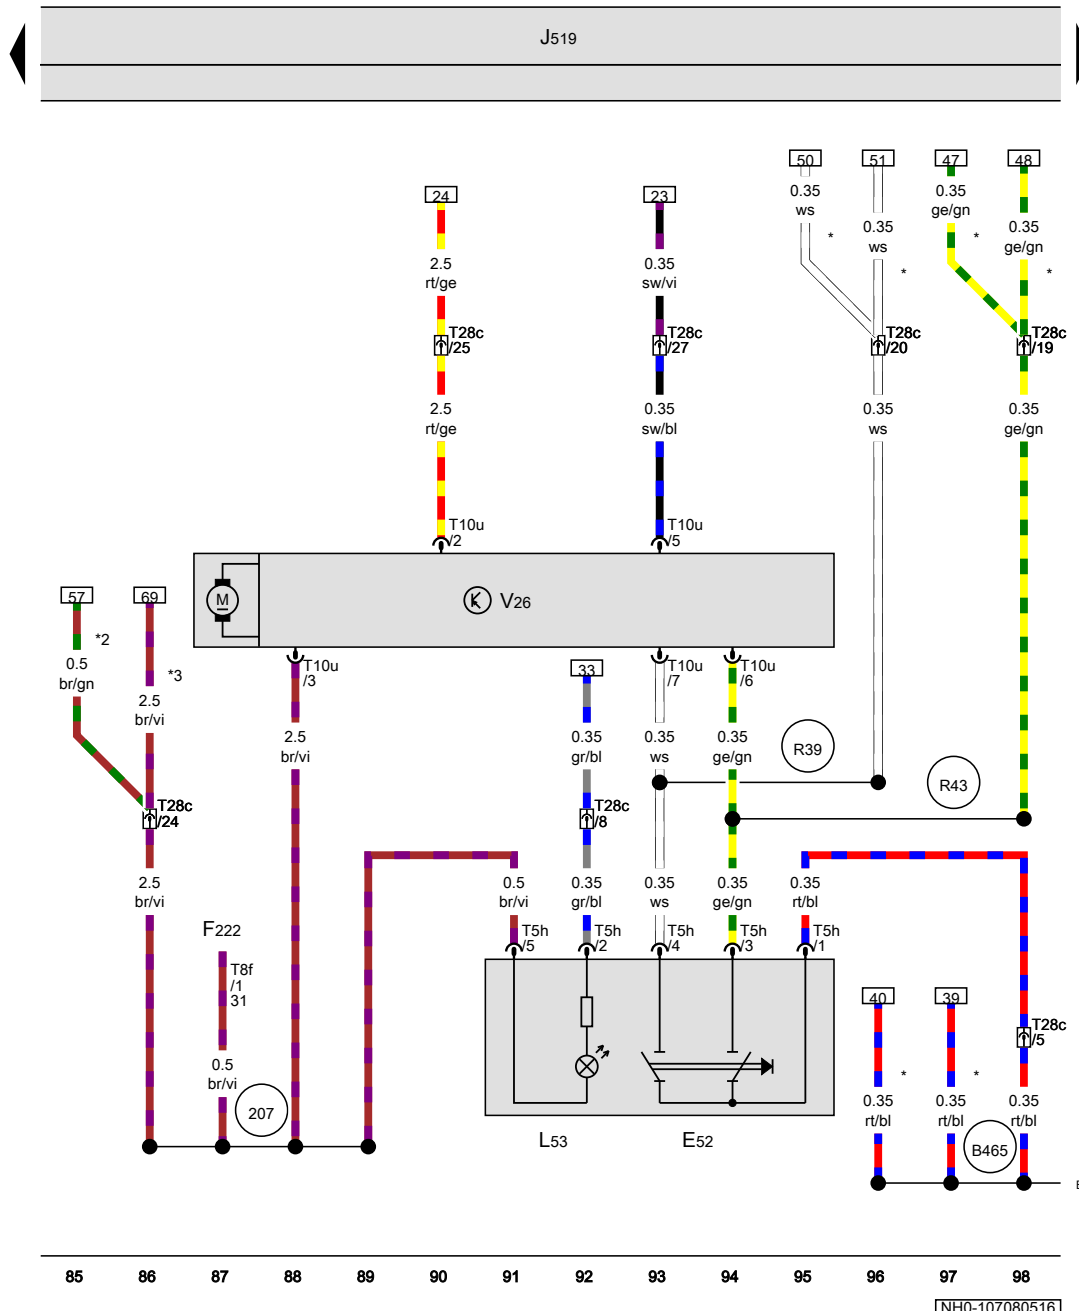 J519
50 51 47 48
24 23
0.35 ws *
0.35 ws *
0.35 ge/gn *
0.35 ge/gn *
2.5 rt/ge
0.35 sw/vi
T28c /25
T28c /27
T28c /20
T28c /19
2.5 rt/ge
0.35 sw/bl
0.35 ws
0.35 ge/gn
T10u /2
T10u /5
M
K V26
57 69
*2
*3
0.5 br/gn
2.5 br/vi
T10u /3
33
T10u /7
T10u /6
2.5 br/vi
0.35 gr/bl
0.35 ws
0.35 ge/gn
R39
R43
T28c /24
T28c /8
2.5 br/vi
0.5 br/vi
0.35 gr/bl
0.35 ws
0.35 ge/gn
0.35 rt/bl
F222
T8f /1 31
T5h /5
T5h /2
T5h /4
T5h /3
T5h /1
40 39
T28c /5
*
*
0.5 br/vi
207
0.35 rt/bl
0.35 rt/bl
0.35 rt/bl
L53
E52
B465
85 86 87 88 89 90 91 92 93 94 95 96 97 98
NH0-107080516